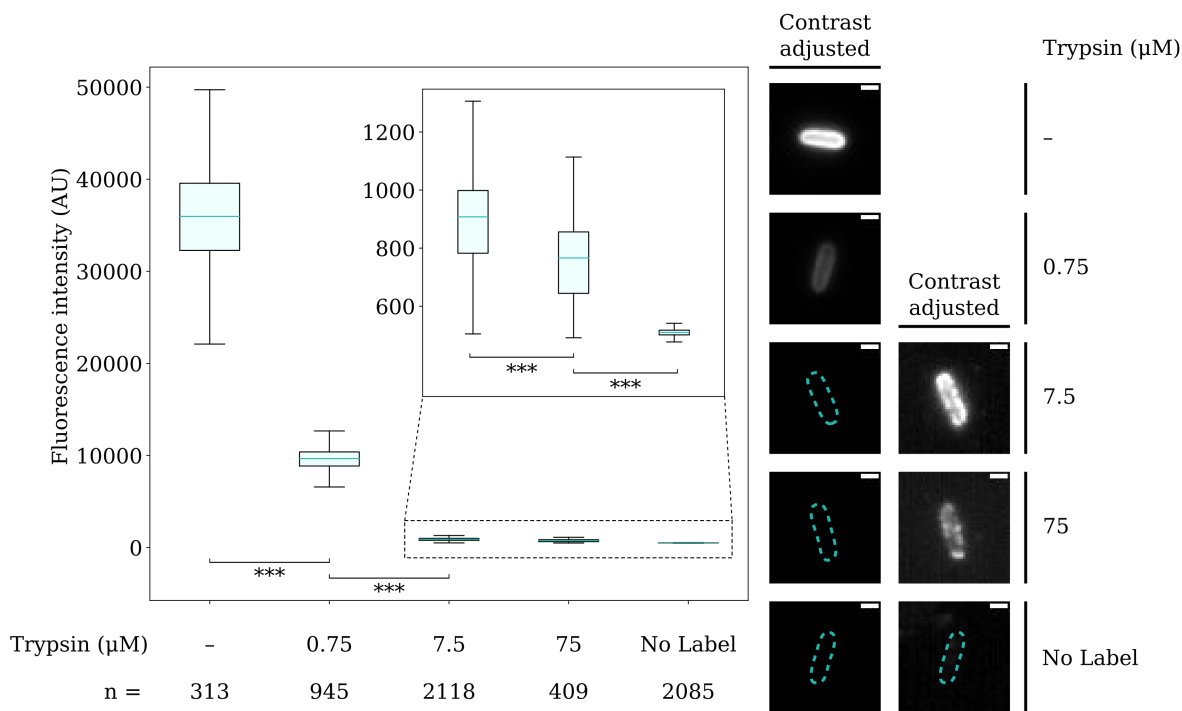 Contrast
adjusted
Trypsin (μM)
50000
40000
30000
20000
10000
0
Fluorescence intensity (AU)
1200
1000
800
600
***
***
***
***
–
0.75
Contrast
adjusted
7.5
75
No Label
Trypsin (μM) – 0.75 7.5 75 No Label
n = 313 945 2118 409 2085